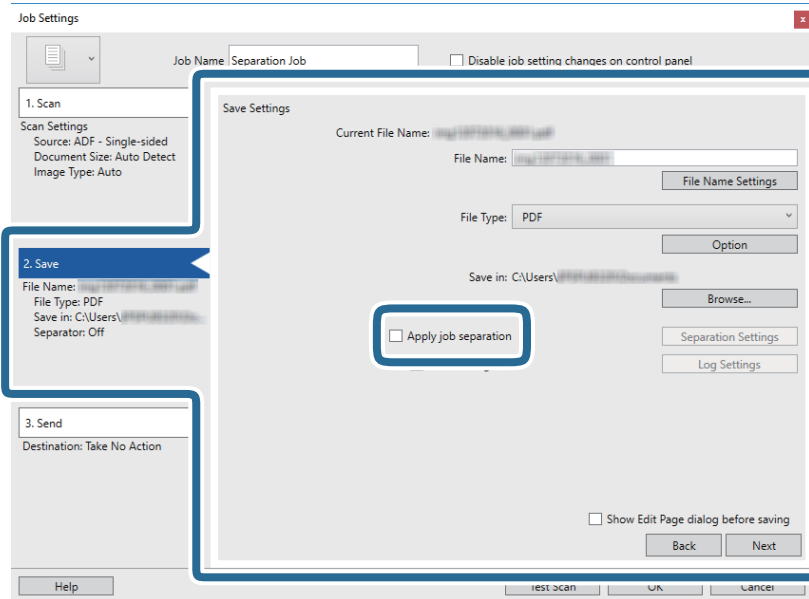 Job Settings
x
Job Name Separation Job
Disable job setting changes on control panel
1. Scan
Scan Settings
Source: ADF - Single-sided
Document Size: Auto Detect
Image Type: Auto
2. Save
File Name:
File Type: PDF
Save in: C:\Users\
Separator: Off
3. Send
Destination: Take No Action
Save Settings
Current File Name:
File Name:
File Name Settings
File Type: PDF
Option
Save in: C:\Users\
Browse...
Apply job separation
Separation Settings
Log Settings
Show Edit Page dialog before saving
Back Next
Help
Test Scan OK Cancel